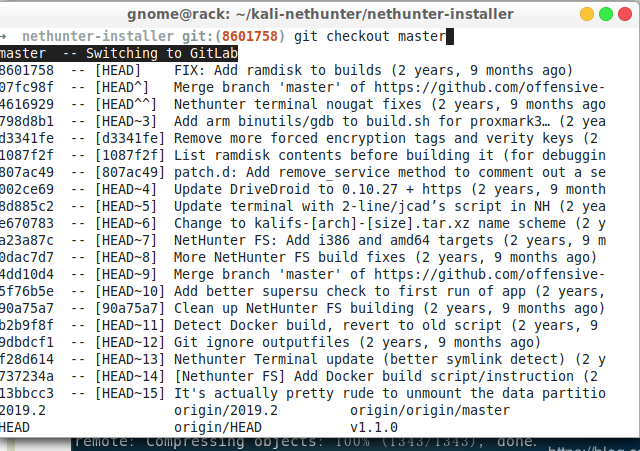 gnome@rack: ~/kali-nethunter/nethunter-installer
→ nethunter-installer git:(8601758) git checkout master
master -- Switching to GitLab
8601758 -- [HEAD] FIX: Add ramdisk to builds (2 years, 9 months ago)
07fc98f -- [HEAD^] Merge branch 'master' of https://github.com/offensive-
4616929 -- [HEAD^^] Nethunter terminal nougat fixes (2 years, 9 months ago
798d8b1 -- [HEAD~3] Add arm binutils/gdb to build.sh for proxmark3… (2 yea
d3341fe -- [d3341fe] Remove more forced encryption tags and verity keys (2
1087f2f -- [1087f2f] List ramdisk contents before building it (for debuggin
807ac49 -- [807ac49] patch.d: Add remove_service method to comment out a se
002ce69 -- [HEAD~4] Update DriveDroid to 0.10.27 + https (2 years, 9 month
8d885c2 -- [HEAD~5] Update terminal with 2-line/jcad’s script in NH (2 yea
e670783 -- [HEAD~6] Change to kalifs-[arch]-[size].tar.xz name scheme (2 y
a23a87c -- [HEAD~7] NetHunter FS: Add i386 and amd64 targets (2 years, 9 m
0dac7d7 -- [HEAD~8] More NetHunter FS build fixes (2 years, 9 months ago)
4dd10d4 -- [HEAD~9] Merge branch 'master' of https://github.com/offensive-
5f76b5e -- [HEAD~10] Add better supersu check to first run of app (2 years,
90a75a7 -- [90a75a7] Clean up NetHunter FS building (2 years, 9 months ago)
b2b9f8f -- [HEAD~11] Detect Docker build, revert to old script (2 years, 9
9dbdcf1 -- [HEAD~12] Git ignore outputfiles (2 years, 9 months ago)
f28d614 -- [HEAD~13] Nethunter Terminal update (better symlink detect) (2 y
737234a -- [HEAD~14] [Nethunter FS] Add Docker build script/instruction (2
13bbcc3 -- [HEAD~15] It's actually pretty rude to unmount the data partitio
2019.2 origin/2019.2 origin/origin/master
HEAD origin/HEAD v1.1.0
remote: Compressing objects: 100% (1343/1343), done.